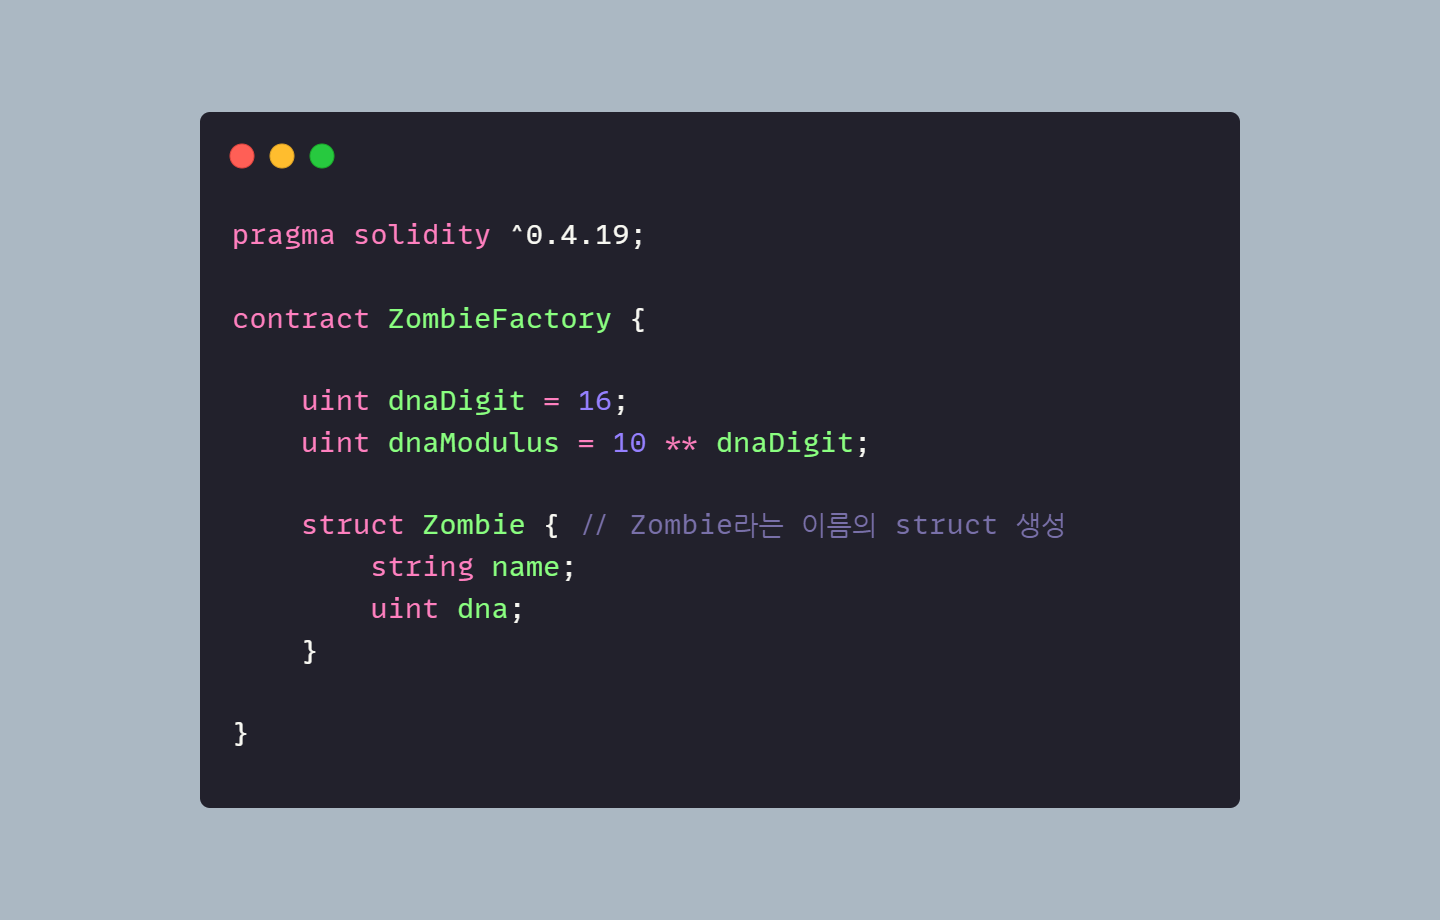 pragma solidity ^0.4.19;
contract ZombieFactory {
uint dnaDigit = 16;
uint dnaModulus = 10 ** dnaDigit;
struct Zombie { // Zombie라는 이름의 struct 생성
string name;
uint dna;
}
}